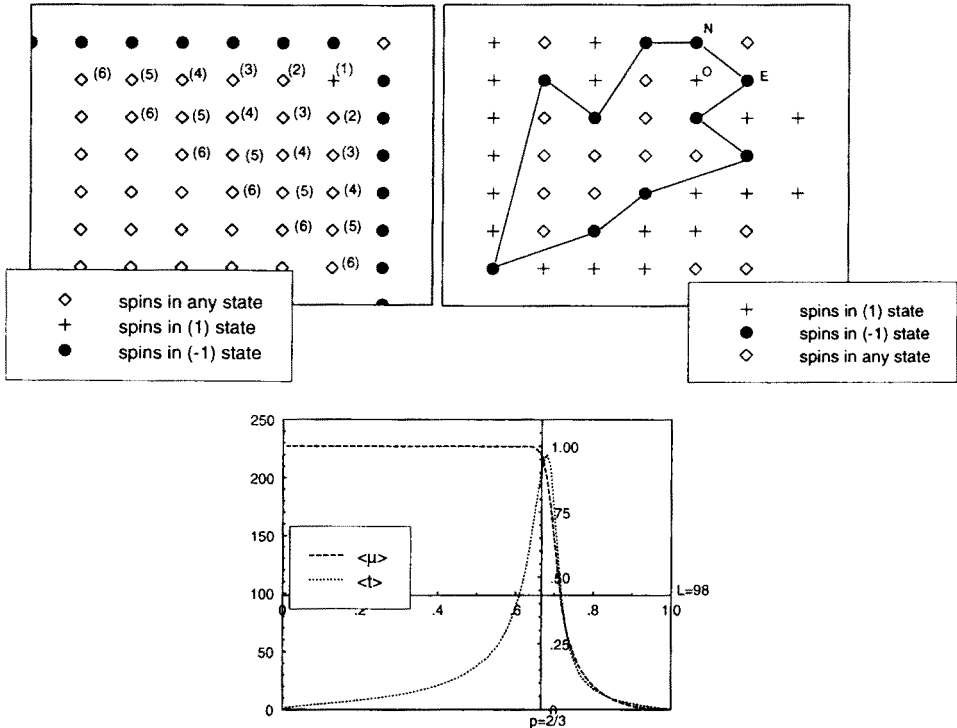 (6) (5) (4) (3) (2) (1)
(6) (5) (4) (3) (2)
(6) (5) (4) (3)
(6) (5) (4)
(6) (5)
(6)
spins in any state
spins in (1) state
spins in (-1) state
N
O
E
spins in (1) state
spins in (-1) state
spins in any state
250
200
150
100
50
0
1.00
.75
.50
.25
0
<μ>
<t>
L=98
0 .2 .4 .6 .8 1.0
p=2/3